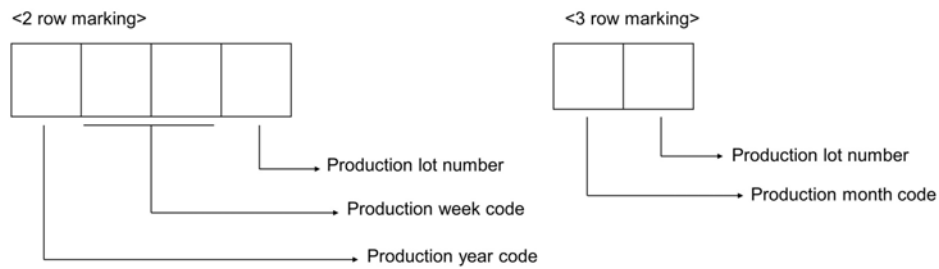 <2 row marking>
<3 row marking>
Production lot number
Production week code
Production year code
Production lot number
Production month code